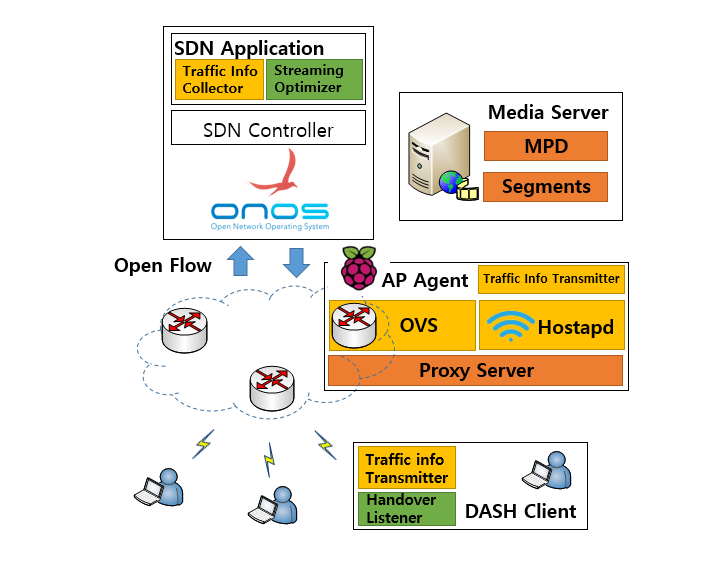 SDN Application
Traffic Info
Collector
Streaming
Optimizer
SDN Controller
onos
Open Network Operating System
Media Server
MPD
Segments
Open Flow
AP Agent
Traffic Info Transmitter
OVS
Hostapd
Proxy Server
Traffic info
Transmitter
Handover
Listener
DASH Client